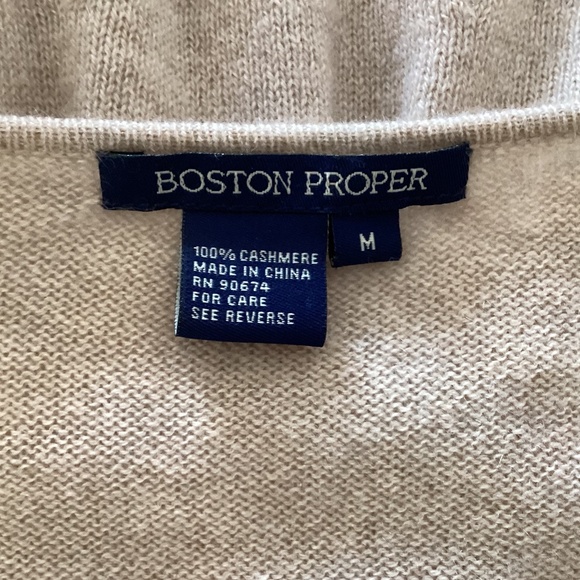 BOSTON PROPER
M
100% CASHMERE
MADE IN CHINA
RN 90674
FOR CARE
SEE REVERSE